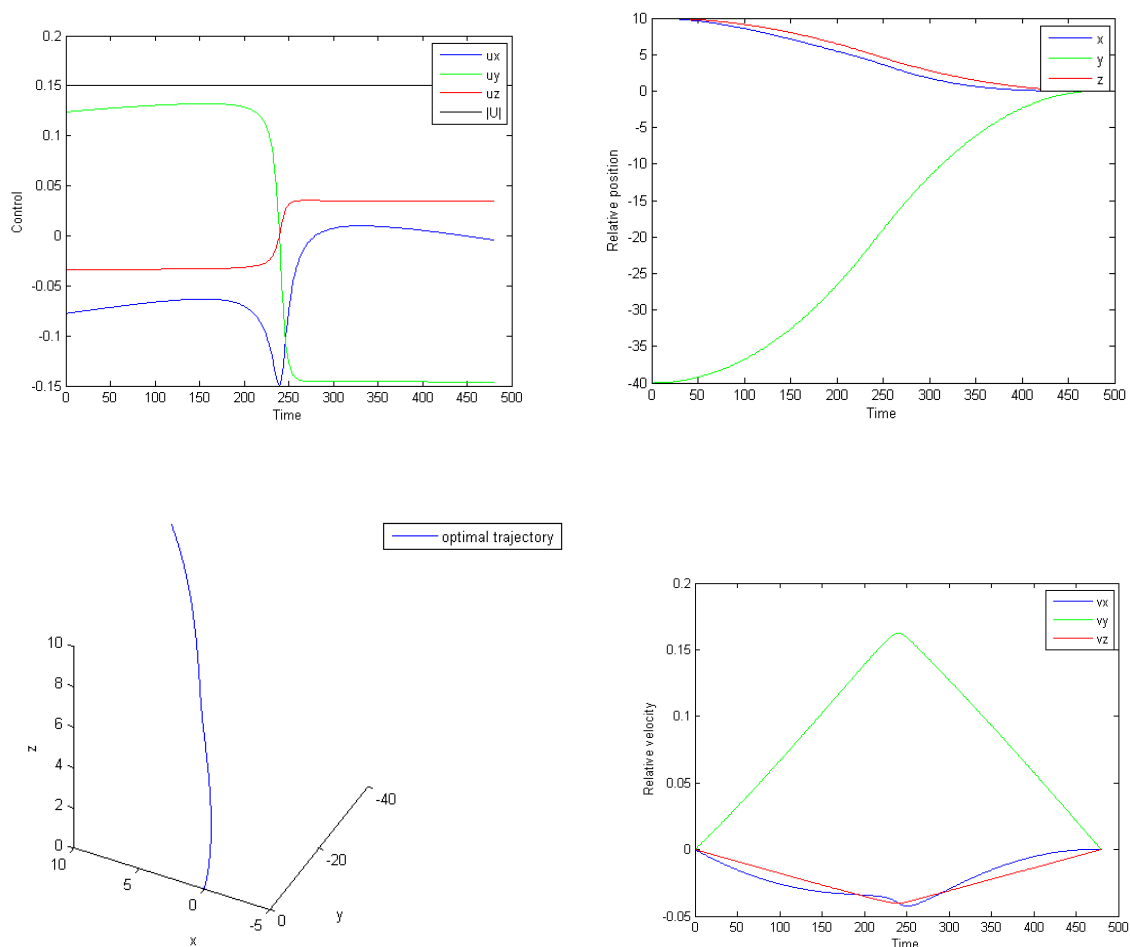 0.2
0.15
0.1
0.05
0
-0.05
-0.1
-0.15
Control
0 50 100 150 200 250 300 350 400 450 500
Time
ux
uy
uz
|U|
10
5
0
-5
-10
-15
-20
-25
-30
-35
-40
Relative position
0 50 100 150 200 250 300 350 400 450 500
Time
x
y
z
optimal trajectory
10
8
6
4
2
0
z
10
5
0
-5
x
0
-20
-40
y
0.2
0.15
0.1
0.05
0
-0.05
Relative velocity
0 50 100 150 200 250 300 350 400 450 500
Time
vx
vy
vz